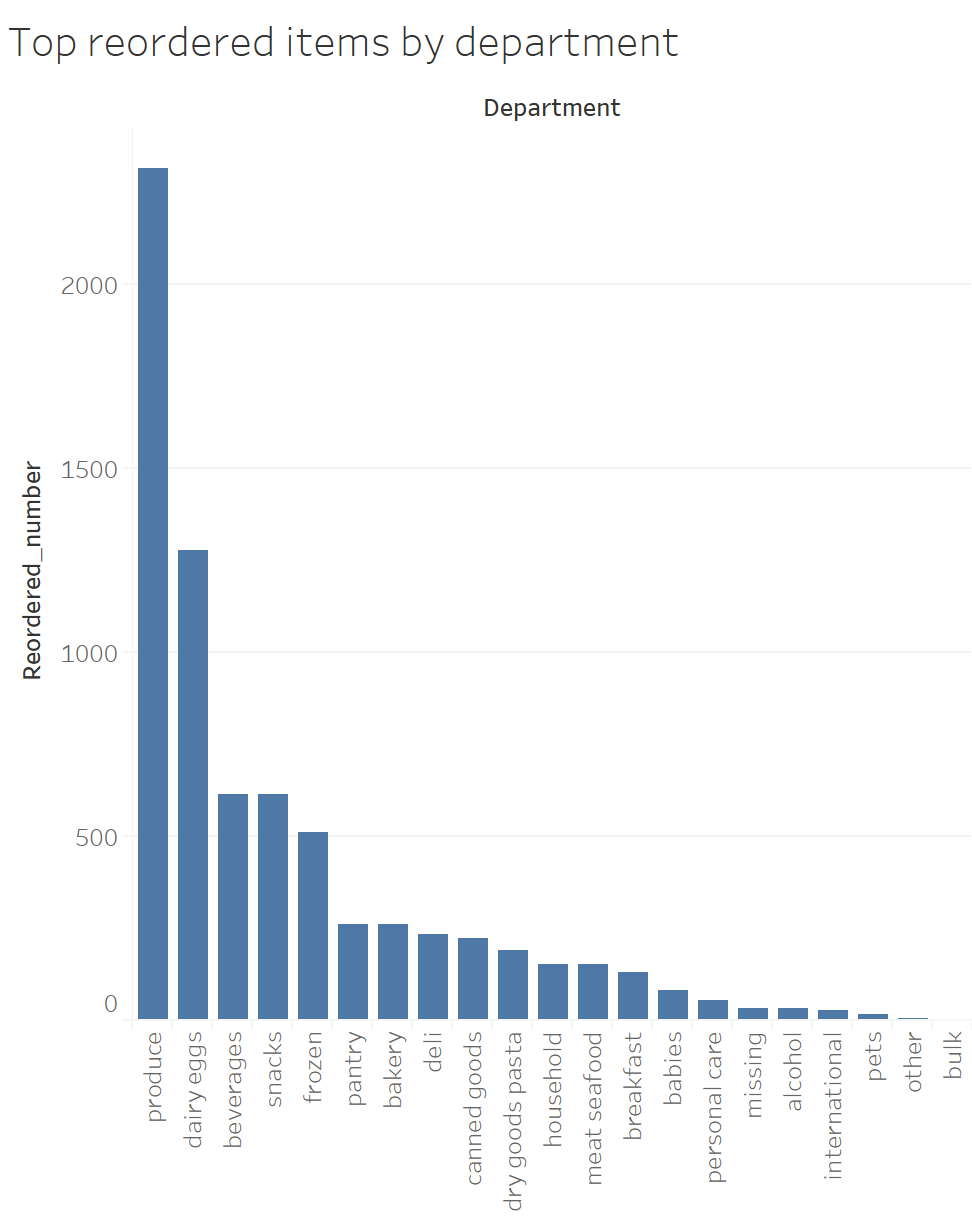 Top reordered items by department
Department
Reordered_number
2000
1500
1000
500
0
produce
dairy eggs
beverages
snacks
frozen
pantry
bakery
deli
canned goods
dry goods pasta
household
meat seafood
breakfast
babies
personal care
missing
alcohol
international
pets
other
bulk